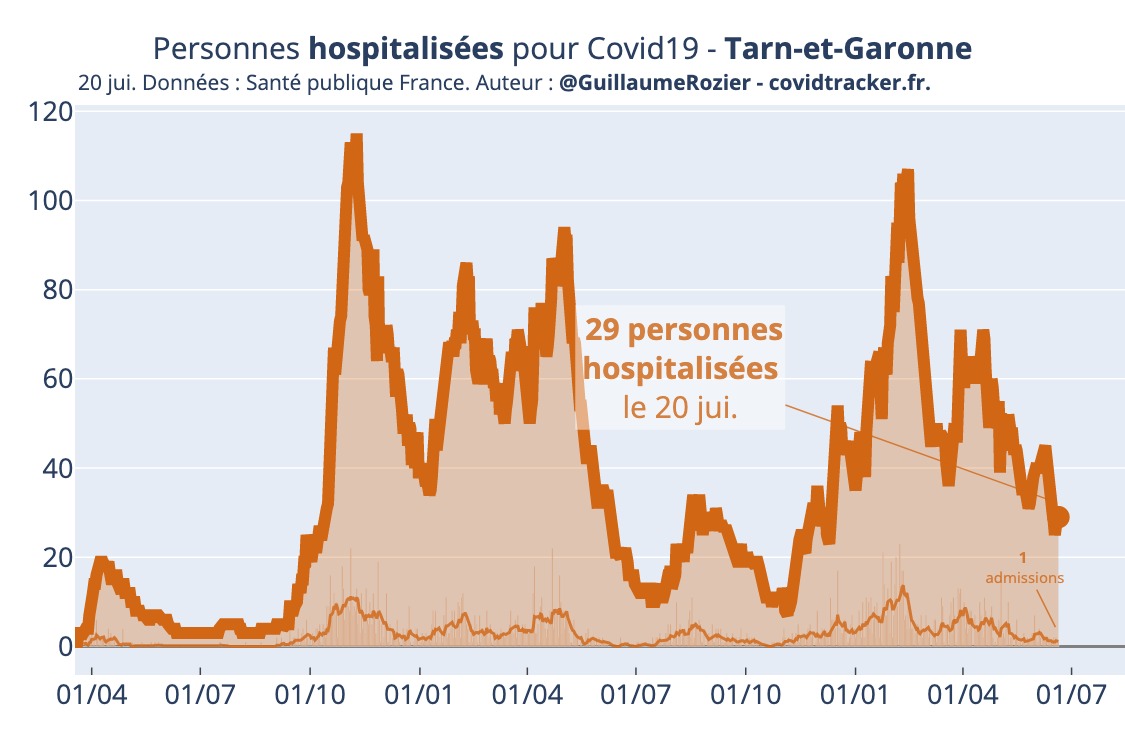 Personnes hospitalisées pour Covid19 - Tarn-et-Garonne
20 jui. Données : Santé publique France. Auteur : @GuillaumeRozier - covidtracker.fr.
120
100
80
60
40
20
0
29 personnes
hospitalisées
le 20 jui.
1
admissions
01/04 01/07 01/10 01/01 01/04 01/07 01/10 01/01 01/04 01/07